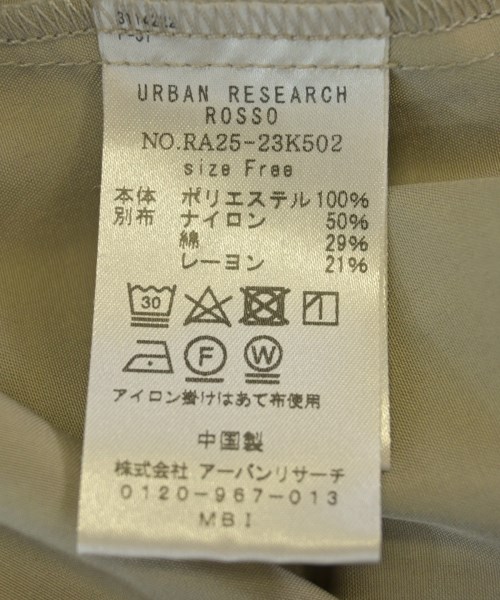 URBAN RESEARCH
ROSSO
NO.RA25-23K502
size Free
本体 ポリエステル 100%
別布 ナイロン 50%
綿 29%
レーヨン 21%
30
F W
アイロン掛けはあて布使用
中国製
株式会社 アーバンリサーチ
0120-967-013
MBI